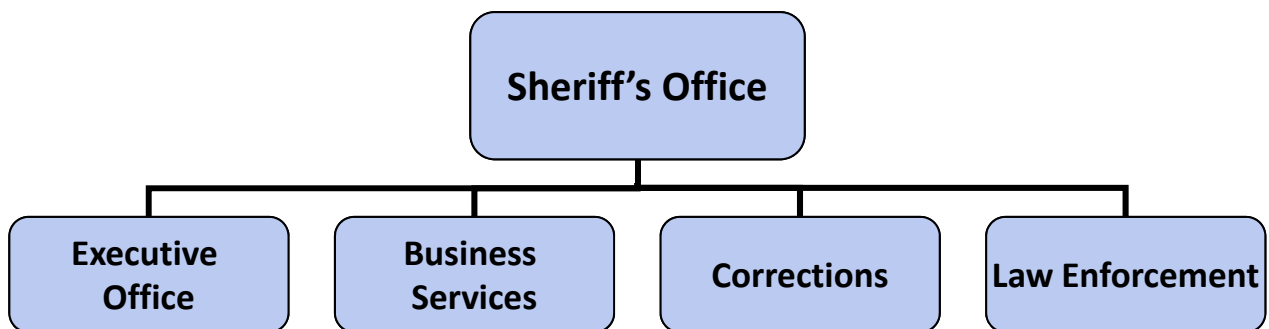 Sheriff’s Office
Executive
Office
Business
Services
Corrections
Law Enforcement